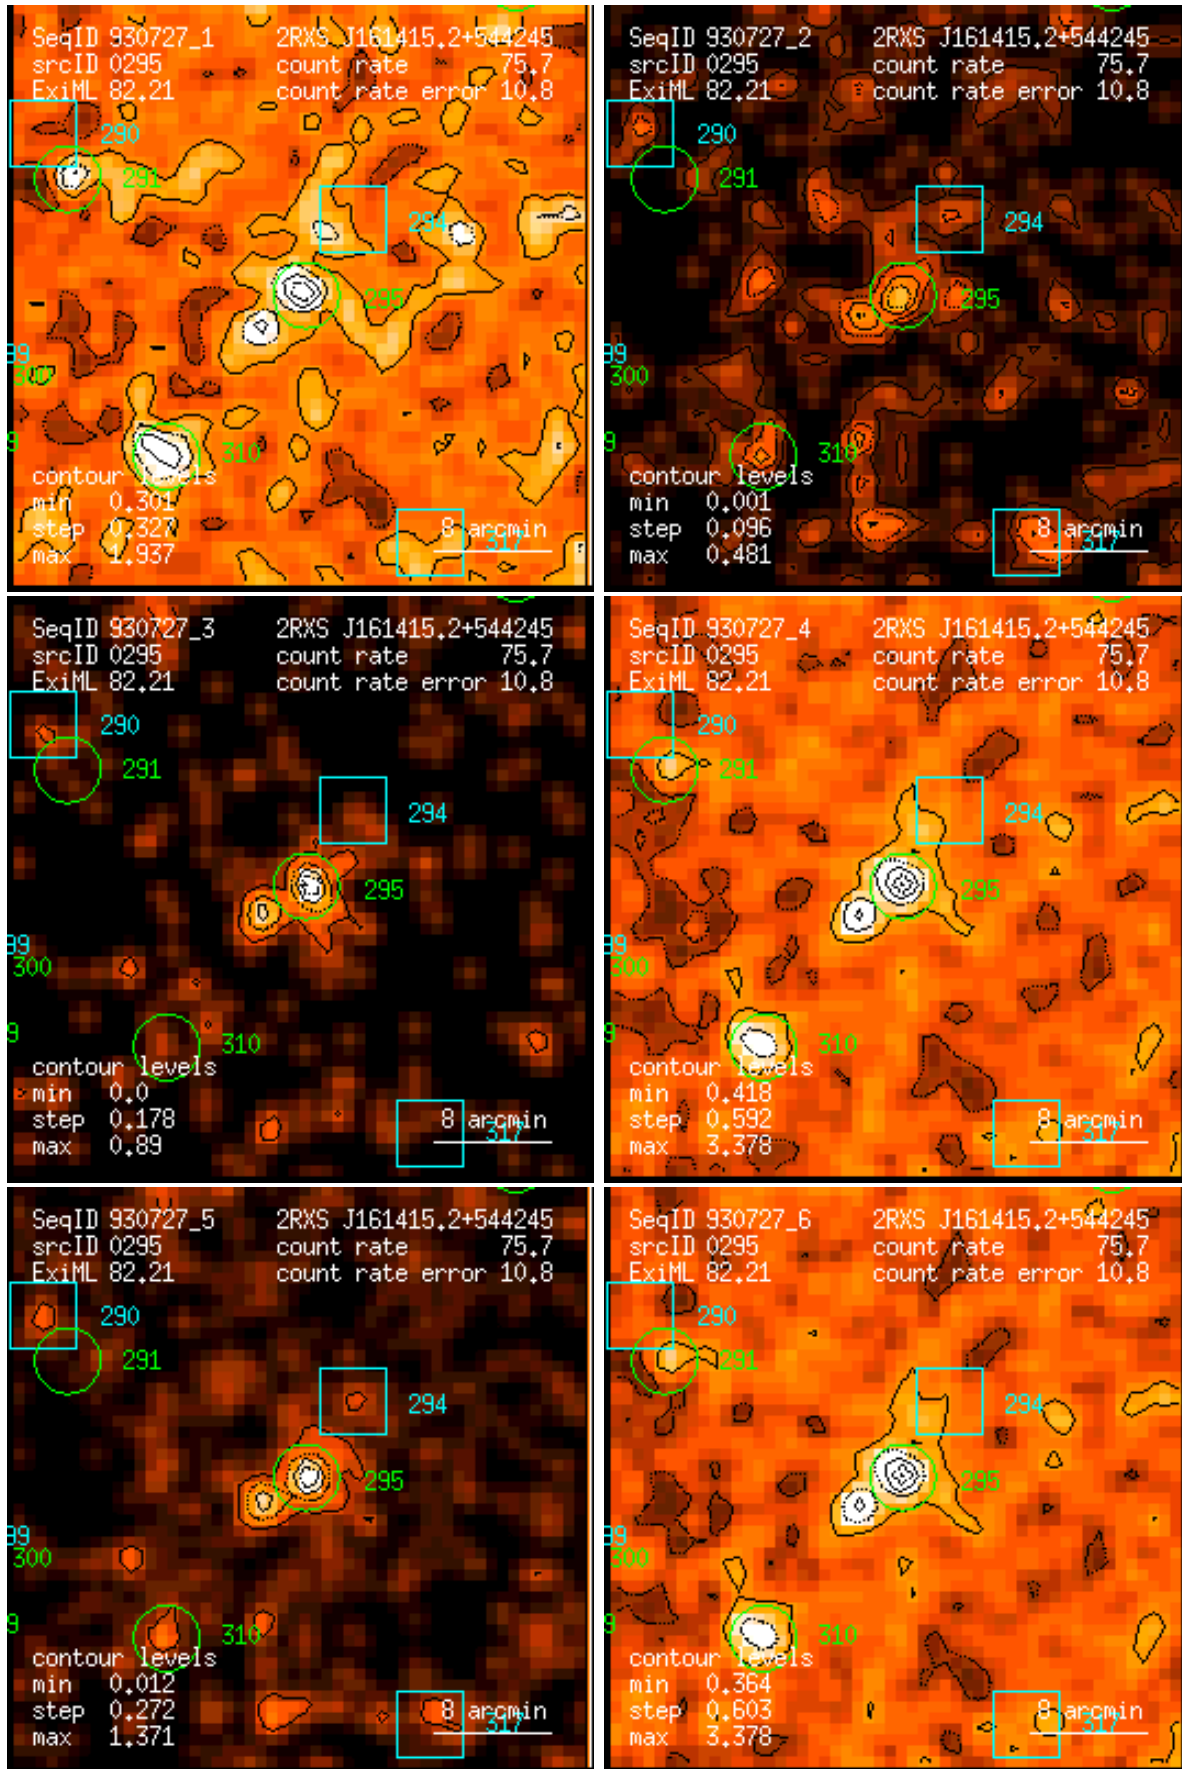 SeqID 930727_1 2RXS J161415.2+544245
srcID 0295 count rate 75.7
ExiML 82.21 count rate error 10.8
290
291
294
295
99
300
9 310
contour levels
min 0.301
step 0.327 8 arcmin
317
max 1.937
SeqID 930727_2 2RXS J161415.2+544245
srcID 0295 count rate 75.7
ExiML 82.21 count rate error 10.8
290
291
294
295
99
300
9 310
contour levels
min 0.001
step 0.096 8 arcmin
317
max 0.481
SeqID 930727_3 2RXS J161415.2+544245
srcID 0295 count rate 75.7
ExiML 82.21 count rate error 10.8
290
291
294
295
99
300
9 310
contour levels
min 0.0
step 0.178 8 arcmin
317
max 0.89
SeqID 930727_4 2RXS J161415.2+544245
srcID 0295 count rate 75.7
ExiML 82.21 count rate error 10.8
290
291
294
295
99
300
310
contour levels
min 0.418
step 0.592 8 arcmin
317
max 3.378
SeqID 930727_5 2RXS J161415.2+544245
srcID 0295 count rate 75.7
ExiML 82.21 count rate error 10.8
290
291
294
295
99
300
9 310
contour levels
min 0.012
step 0.272 8 arcmin
317
max 1.371
SeqID 930727_6 2RXS J161415.2+544245
srcID 0295 count rate 75.7
ExiML 82.21 count rate error 10.8
290
291
294
295
99
300
9 310
contour levels
min 0.364
step 0.603 8 arcmin
317
max 3.378